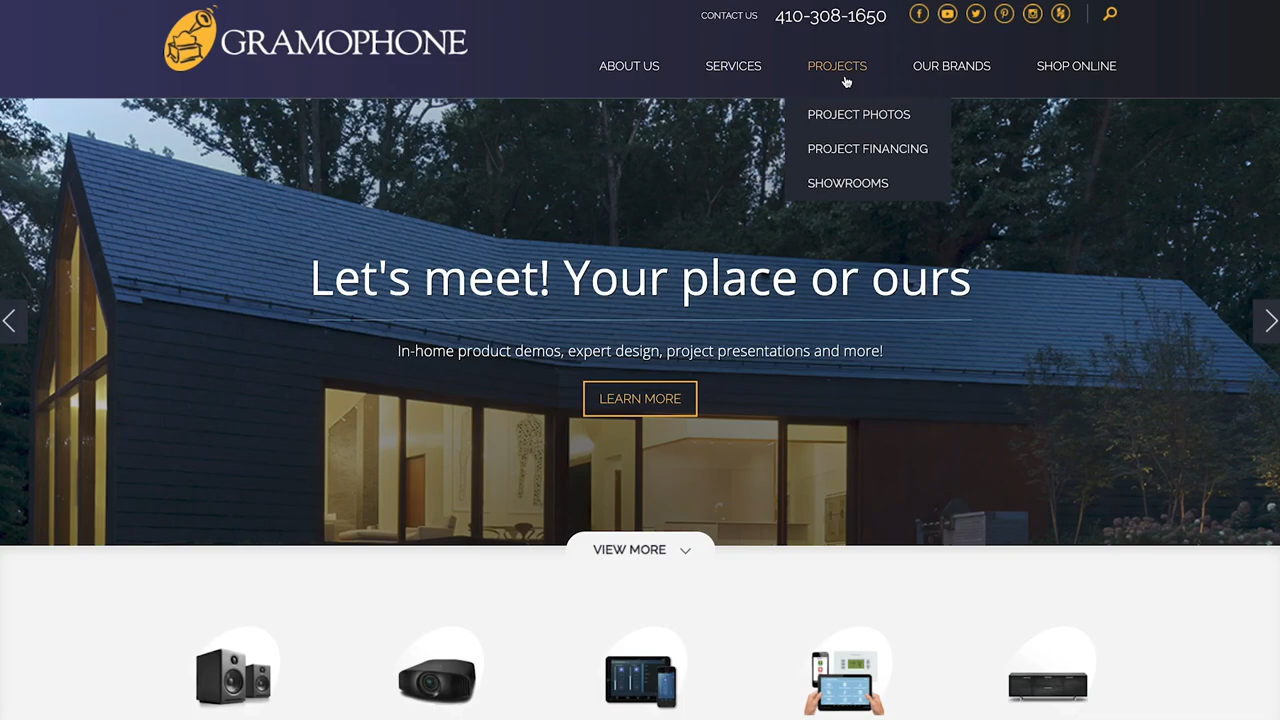 GRAMOPHONE
CONTACT US 410-308-1650
ABOUT US SERVICES PROJECTS OUR BRANDS SHOP ONLINE
PROJECT PHOTOS
PROJECT FINANCING
SHOWROOMS
Let's meet! Your place or ours
In-home product demos, expert design, project presentations and more!
LEARN MORE
VIEW MORE